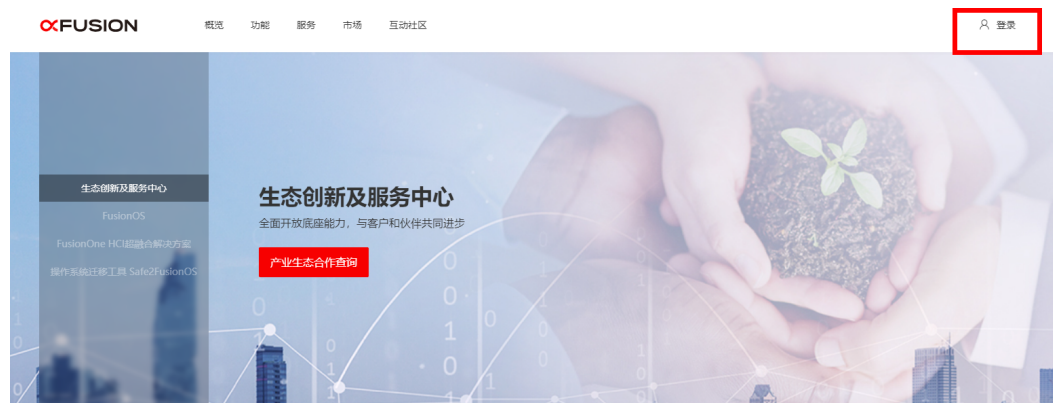 XFUSION
概览
功能
服务
市场
互动社区
登录
生态创新及服务中心
FusionOS
FusionOne HCI超融合解决方案
操作系统迁移工具 Safe2FusionOS
生态创新及服务中心
全面开放底座能力，与客户和伙伴共同进步
产业生态合作查询